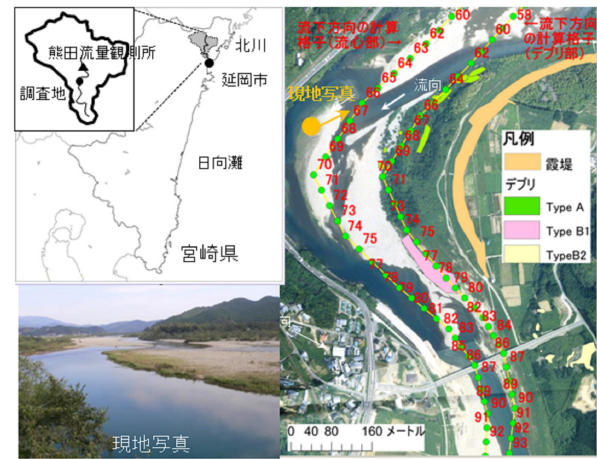 熊田流量観測所
調査地
北川
延岡市
日向灘
宮崎県
現地写真
流下方向の計算
格子(流心部)→
←流下方向
の計算格子
(デブリ部)
現地写真
流向
凡例
霞堤
デブリ
Type A
Type B1
TypeB2
60
62
63
64
65
66
67
68
69
70
71
72
73
74
75
77
78
79
80
81
82
83
85
86
87
89
90
91
92
58
60
62
64
66
67
68
69
70
71
73
74
75
77
78
79
80
82
83
84
86
87
89
90
91
92
93
0 40 80 160 メートル